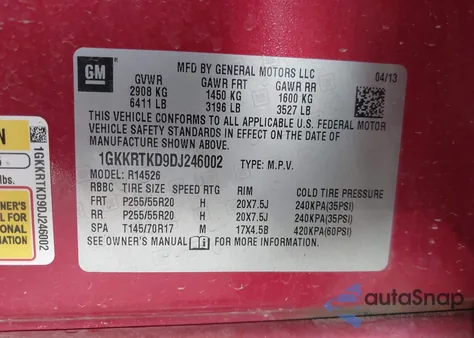 GM
MFD BY GENERAL MOTORS LLC
04/13
GVWR GAWR FRT GAWR RR
2908 KG 1450 KG 1600 KG
6411 LB 3196 LB 3527 LB
THIS VEHICLE CONFORMS TO ALL APPLICABLE U.S. FEDERAL MOTOR
VEHICLE SAFETY STANDARDS IN EFFECT ON THE DATE OF
MANUFACTURE SHOWN ABOVE.
1GKKRTKD9DJ246002 TYPE: M.P.V.
MODEL: R14526
RBBC TIRE SIZE SPEED RTG RIM COLD TIRE PRESSURE
FRT P255/55R20 H 20X7.5J 240KPA(35PSI)
RR P255/55R20 H 20X7.5J 240KPA(35PSI)
SPA T145/70R17 M 17X4.5B 420KPA(60PSI)
SEE OWNER'S MANUAL FOR MORE INFORMATION.
lbs.
FOR
ONAL
1GKKRTKD9DJ246002
autoSnap